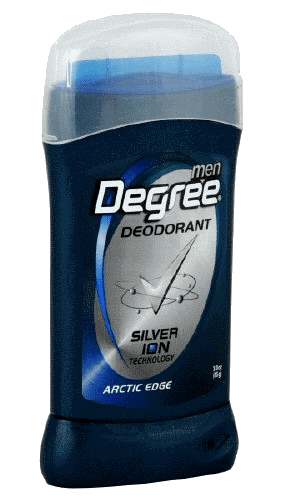 men
Degree®
DEODORANT
SILVER
ION
TECHNOLOGY
ARCTIC EDGE